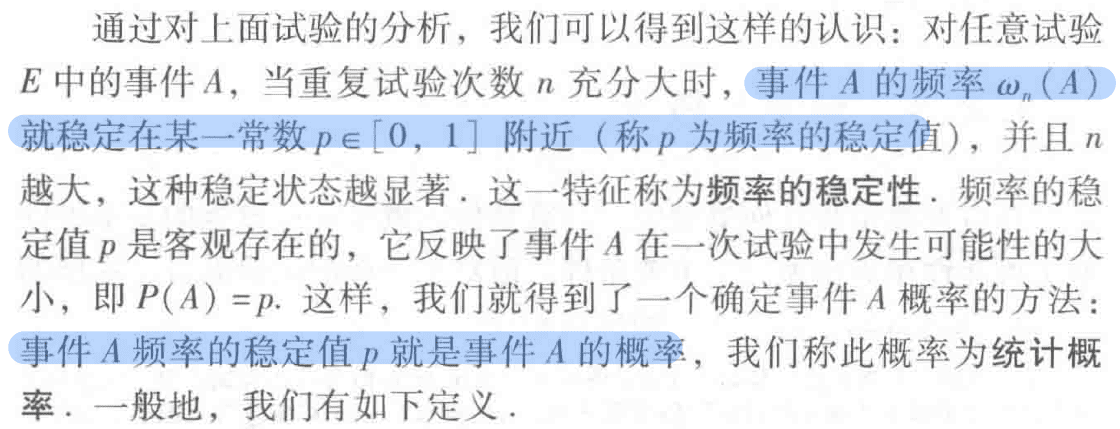 通过对上面试验的分析，我们可以得到这样的认识：对任意试验
E 中的事件 A，当重复试验次数 n 充分大时，事件 A 的频率 ωₙ(A)
就稳定在某一常数 p∈[0，1] 附近（称 p 为频率的稳定值），并且 n
越大，这种稳定状态越显著．这一特征称为频率的稳定性．频率的稳
定值 p 是客观存在的，它反映了事件 A 在一次试验中发生可能性的大
小，即 P(A)=p. 这样，我们就得到了一个确定事件 A 概率的方法：
事件 A 频率的稳定值 p 就是事件 A 的概率，我们称此概率为统计概
率．一般地，我们有如下定义．